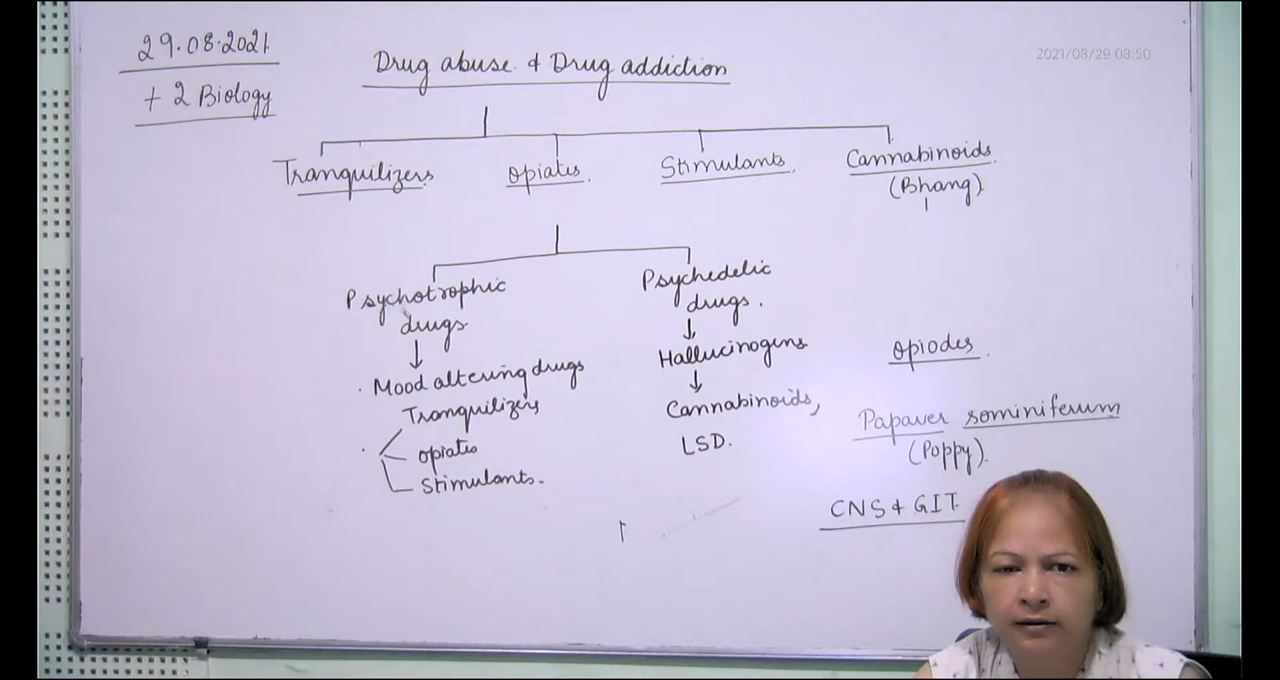 29.08.2021
+ 2 Biology
2021/08/29 08:50
Drug abuse & Drug addiction
Tranquilizers
Opiates.
Stimulants.
Cannabinoids
(Bhang)
Psychotrophic
drugs.
Mood altering drugs
Tranquilizers
opiates
Stimulants.
Psychedelic
drugs.
Hallucinogens
Cannabinoids,
LSD.
Opiodes.
Papaver sominiferum
(Poppy).
CNS & GIT.